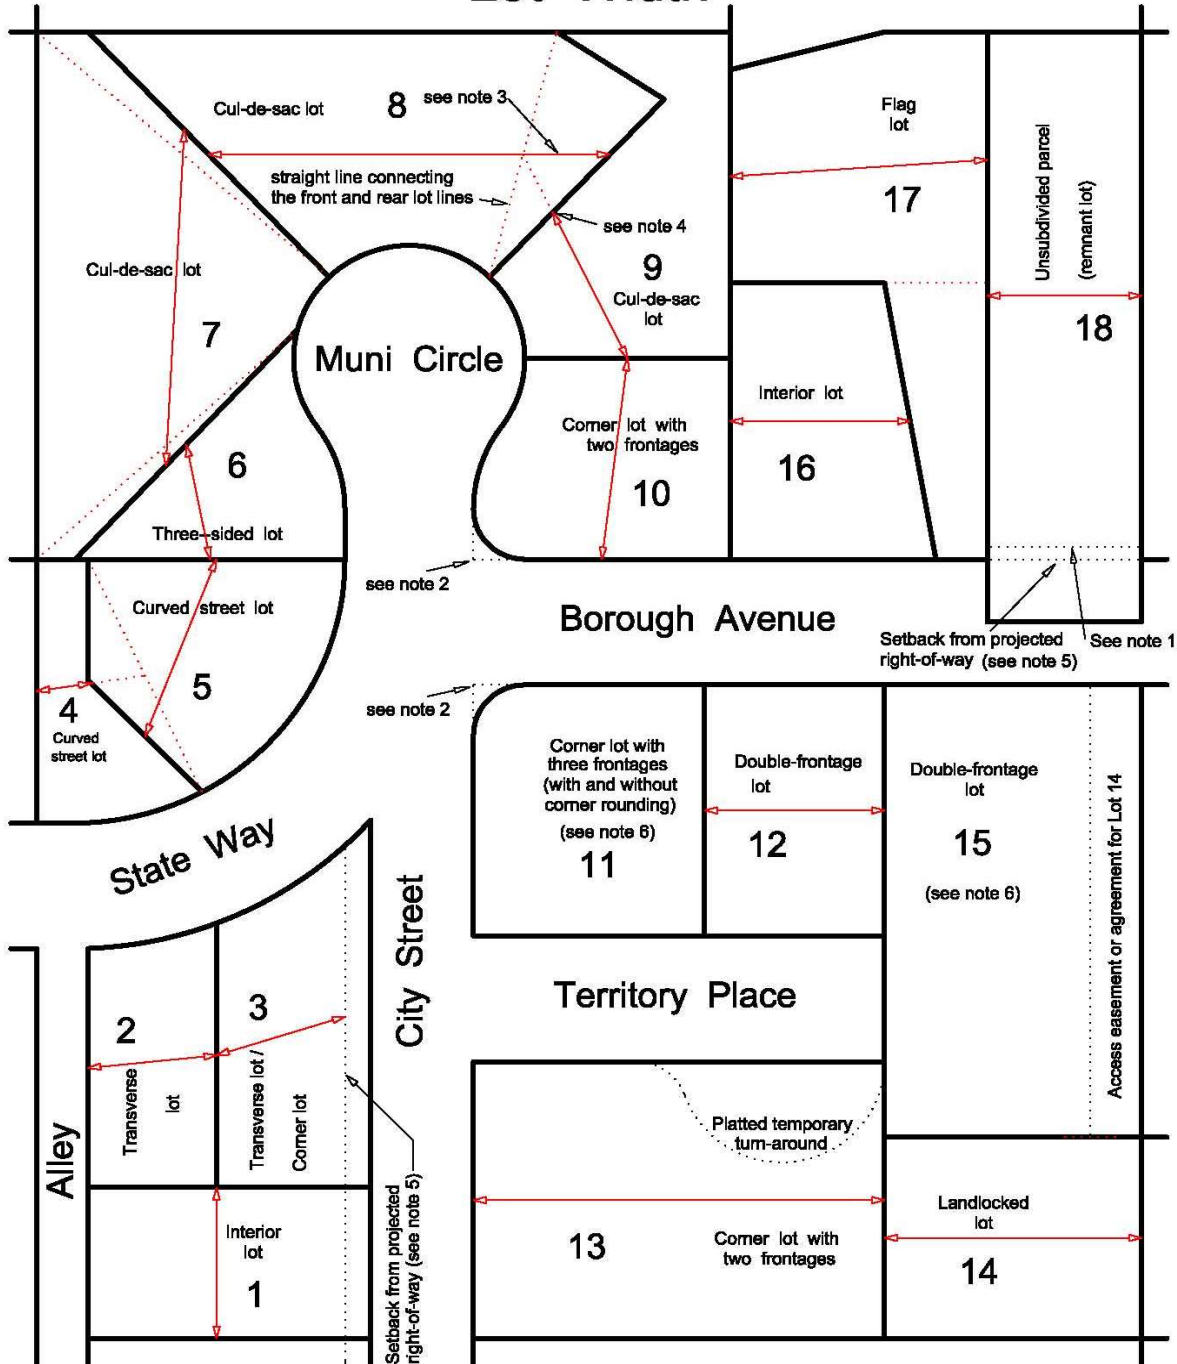 Cul-de-sac lot
8
see note 3
straight line connecting
the front and rear lot lines
see note 4
9
Cul-de-sac
lot
Cul-de-sac lot
7
Muni Circle
Flag
lot
17
Unsubdivided parcel
(remnant lot)
18
Interior lot
16
Corner lot with
two frontages
10
6
Three-sided lot
see note 2
Curved street lot
5
4
Curved
street lot
Borough Avenue
Setback from projected
right-of-way (see note 5)
See note 1
see note 2
Corner lot with
three frontages
(with and without
corner rounding)
(see note 6)
11
Double-frontage
lot
12
Double-frontage
lot
15
(see note 6)
Access easement or agreement for Lot 14
State Way
City Street
Territory Place
2
Transverse
lot
3
Transverse lot /
Corner lot
Alley
Setback from projected
right-of-way (see note 5)
Interior
lot
1
Platted temporary
turn-around
13
Corner lot with
two frontages
Landlocked
lot
14